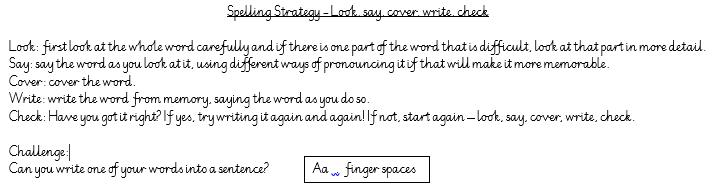 Spelling Strategy – Look, say, cover, write, check
Look: first look at the whole word carefully and if there is one part of the word that is difficult, look at that part in more detail.
Say: say the word as you look at it, using different ways of pronouncing it if that will make it more memorable.
Cover: cover the word.
Write: write the word from memory, saying the word as you do so.
Check: Have you got it right? If yes, try writing it again and again! If not, start again – look, say, cover, write, check.
Challenge:
Can you write one of your words into a sentence? Aa finger spaces